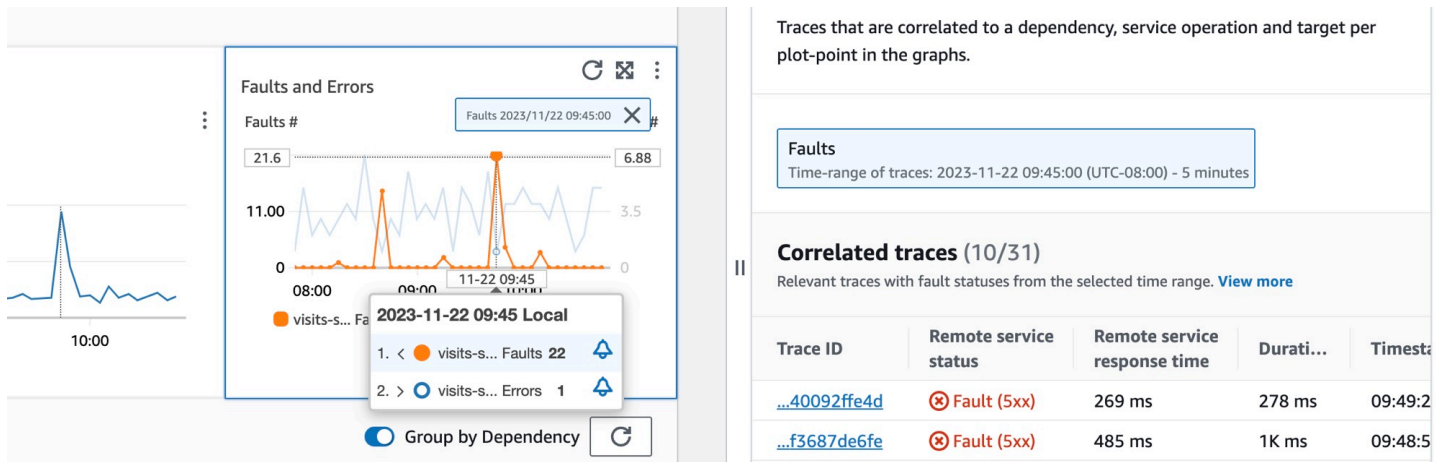 10:00
Faults and Errors
Faults #
Faults 2023/11/22 09:45:00
#
21.6
6.88
11.00
3.5
0
0
11-22 09:45
08:00
09:00
visits-s...
2023-11-22 09:45 Local
1. < visits-s... Faults 22
2. > visits-s... Errors 1
Group by Dependency
Traces that are correlated to a dependency, service operation and target per
plot-point in the graphs.
Faults
Time-range of traces: 2023-11-22 09:45:00 (UTC-08:00) - 5 minutes
Correlated traces (10/31)
Relevant traces with fault statuses from the selected time range. View more
Trace ID
Remote service
status
Remote service
response time
Durati...
Timesta
...40092ffe4d
Fault (5xx)
269 ms
278 ms
09:49:2
...f3687de6fe
Fault (5xx)
485 ms
1K ms
09:48:5